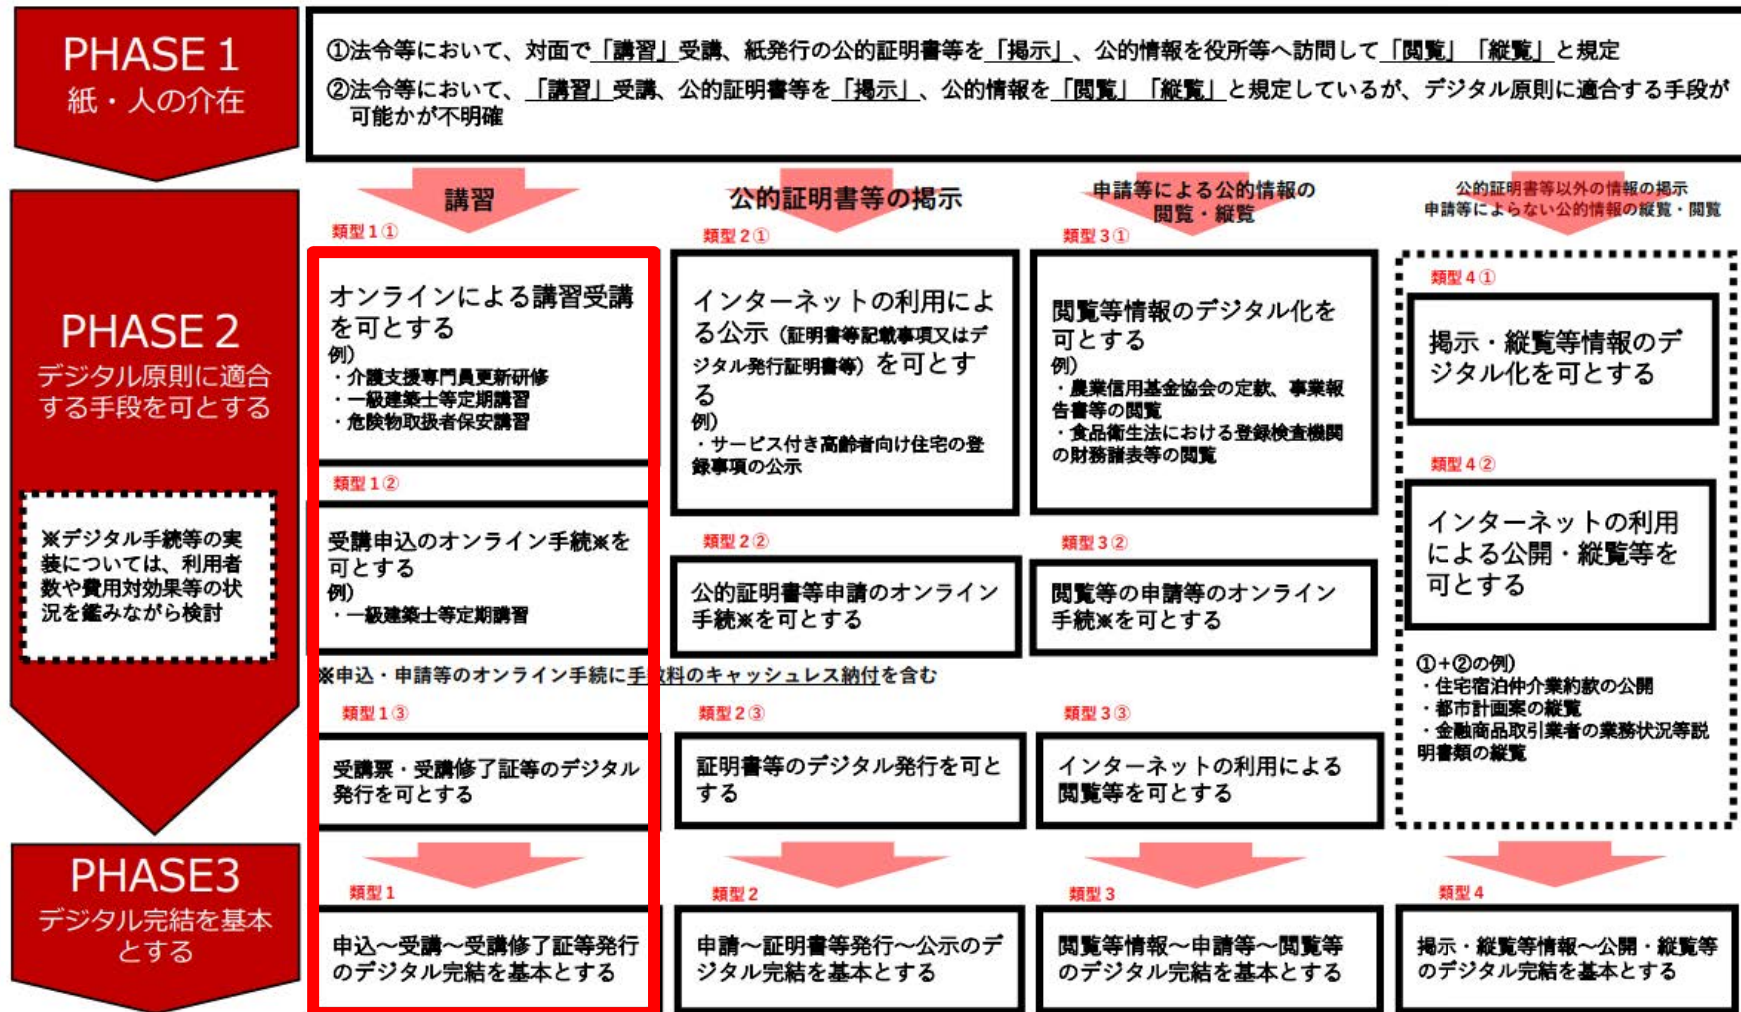 PHASE 1
紙・人の介在
①法令等において、対面で「講習」受講、紙発行の公的証明書等を「掲示」、公的情報を役所等へ訪問して「閲覧」「縦覧」と規定
②法令等において、「講習」受講、公的証明書等を「掲示」、公的情報を「閲覧」「縦覧」と規定しているが、デジタル原則に適合する手段が
可能かが不明確
PHASE 2
デジタル原則に適合
する手段を可とする
※デジタル手続等の実
装については、利用者
数や費用対効果等の状
況を鑑みながら検討
講習
類型1①
オンラインによる講習受講
を可とする
例)
・介護支援専門員更新研修
・一級建築士等定期講習
・危険物取扱者保安講習
類型1②
受講申込のオンライン手続※を
可とする
例)
・一級建築士等定期講習
※申込・申請等のオンライン手続に手数料のキャッシュレス納付を含む
類型1③
受講票・受講修了証等のデジタル
発行を可とする
公的証明書等の掲示
類型2①
インターネットの利用によ
る公示（証明書等記載事項又はデ
ジタル発行証明書等）を可とす
る
例)
・サービス付き高齢者向け住宅の登
録事項の公示
類型2②
公的証明書等申請のオンライン
手続※を可とする
類型2③
証明書等のデジタル発行を可と
する
申請等による公的情報の
閲覧・縦覧
類型3①
閲覧等情報のデジタル化を
可とする
例)
・農業信用基金協会の定款、事業報
告書等の閲覧
・食品衛生法における登録検査機関
の財務諸表等の閲覧
類型3②
閲覧等の申請等のオンライン
手続※を可とする
類型3③
インターネットの利用による
閲覧等を可とする
公的証明書等以外の情報の掲示
申請等によらない公的情報の縦覧・閲覧
類型4①
掲示・縦覧等情報のデ
ジタル化を可とする
類型4②
インターネットの利用
による公開・縦覧等を
可とする
①+②の例)
・住宅宿泊仲介業約款の公開
・都市計画案の縦覧
・金融商品取引業者の業務状況等説
明書類の縦覧
PHASE3
デジタル完結を基本
とする
類型1
申込～受講～受講修了証等発行
のデジタル完結を基本とする
類型2
申請～証明書等発行～公示のデ
ジタル完結を基本とする
類型3
閲覧等情報～申請等～閲覧等
のデジタル完結を基本とする
類型4
掲示・縦覧等情報～公開・縦覧等
のデジタル完結を基本とする